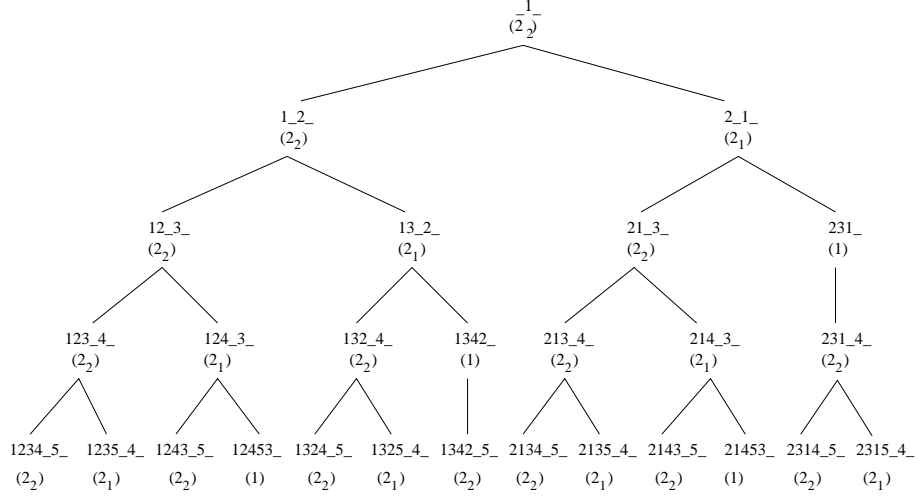 _1_
(2_2)
1_2_ 2_1_
(2_2) (2_1)
12_3_ 13_2_ 21_3_ 231_
(2_2) (2_1) (2_2) (1)
123_4_ 124_3_ 132_4_ 1342_ 213_4_ 214_3_ 231_4_
(2_2) (2_1) (2_2) (1) (2_2) (2_1) (2_2)
1234_5_ 1235_4_ 1243_5_ 12453_ 1324_5_ 1325_4_ 1342_5_ 2134_5_ 2135_4_ 2143_5_ 21453_ 2314_5_ 2315_4_
(2_2) (2_1) (2_2) (1) (2_2) (2_1) (2_2) (2_2) (2_1) (2_2) (1) (2_2) (2_1)